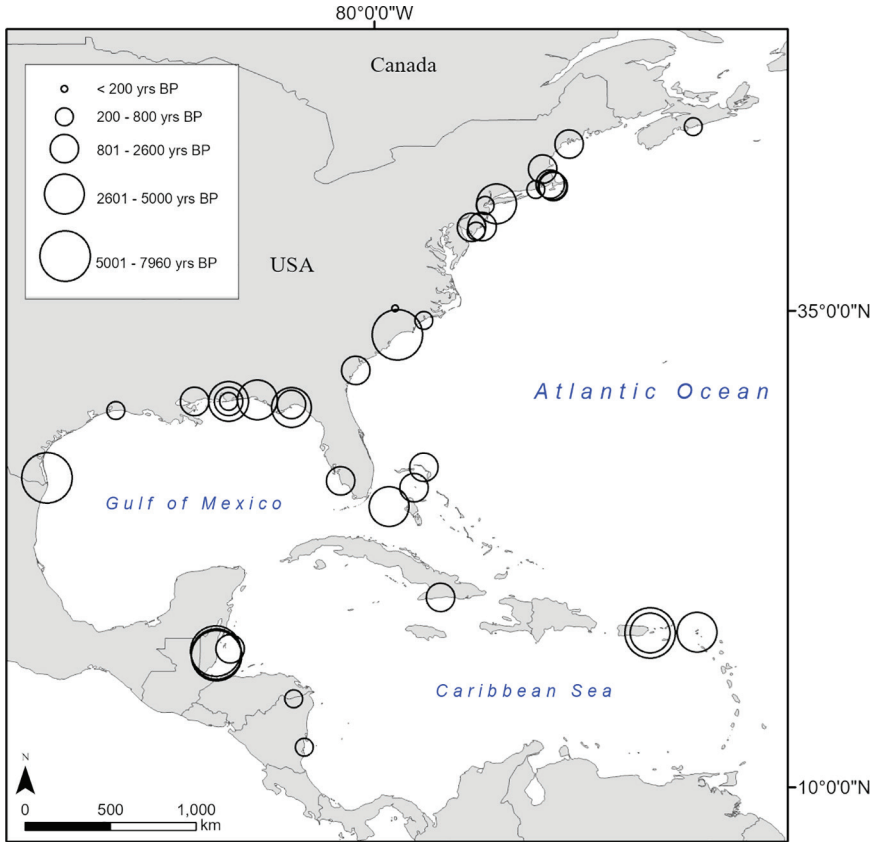 80°0'0"W
Canada
< 200 yrs BP
200 - 800 yrs BP
801 - 2600 yrs BP
2601 - 5000 yrs BP
5001 - 7960 yrs BP
USA
35°0'0"N
Atlantic Ocean
Gulf of Mexico
Caribbean Sea
N
10°0'0"N
0 500 1,000
km